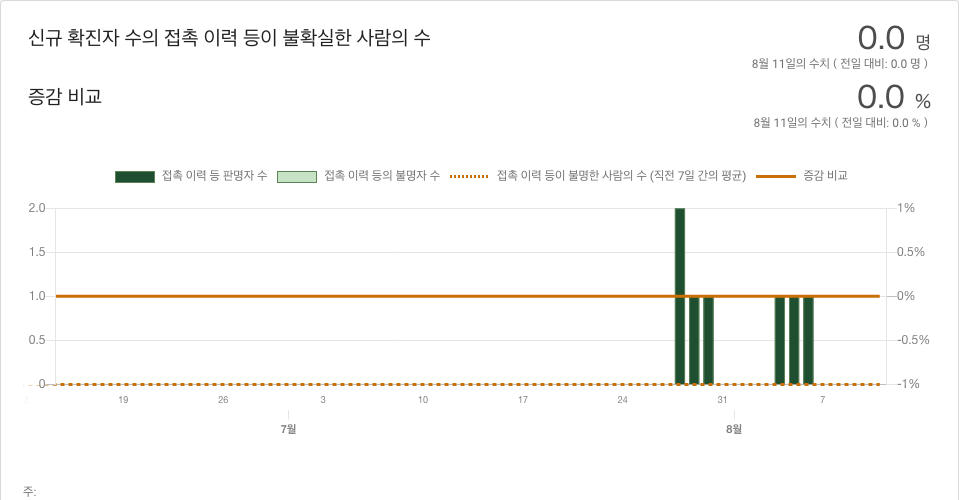 신규 확진자 수의 접촉 이력 등이 불확실한 사람의 수
0.0 명
8월 11일의 수치 ( 전일 대비: 0.0 명 )
증감 비교
0.0 %
8월 11일의 수치 ( 전일 대비: 0.0 % )
접촉 이력 등 판명자 수 접촉 이력 등의 불명자 수 접촉 이력 등이 불명한 사람의 수 (직전 7일 간의 평균) 증감 비교
2.0 1%
1.5 0.5%
1.0 0%
0.5 -0.5%
0 -1%
19 26 3 10 17 24 31 7
7월 8월
주: